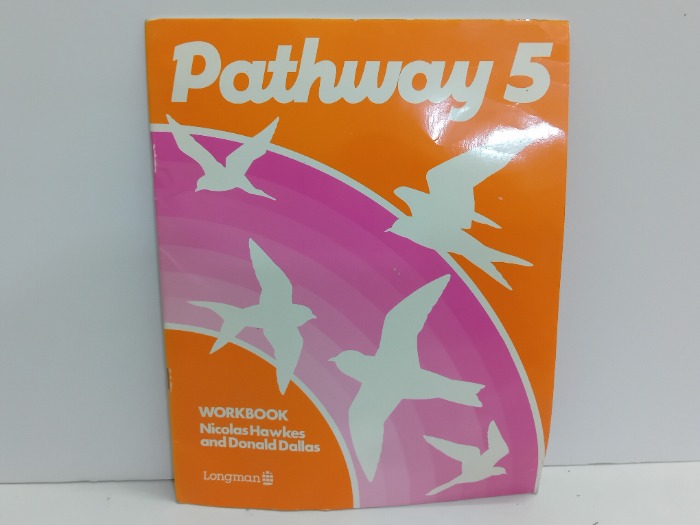 Pathway 5
WORKBOOK
Nicolas Hawkes
and Donald Dallas
Longman